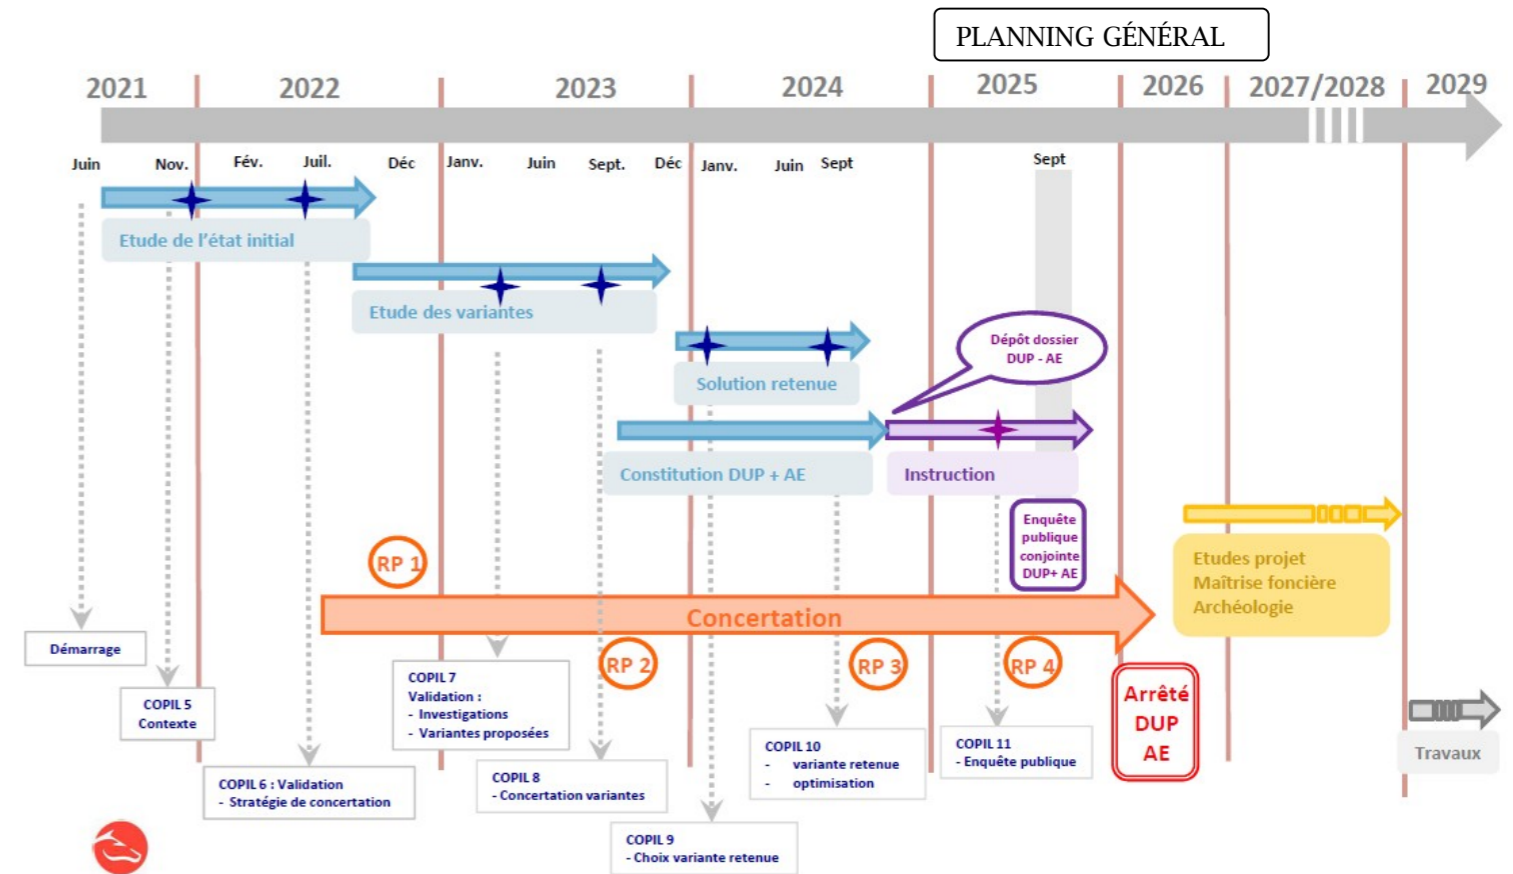 PLANNING GÉNÉRAL
2021
2022
2023
2024
2025
2026
2027/2028
2029
Juin
Nov.
Fév.
Juil.
Déc
Janv.
Juin
Sept.
Déc
Janv.
Juin
Sept
Sept
Etude de l'état initial
Etude des variantes
Solution retenue
Dépôt dossier
DUP - AE
Constitution DUP + AE
Instruction
Enquête
publique
conjointe
DUP+ AE
Etudes projet
Maîtrise foncière
Archéologie
RP 1
Concertation
RP 2
RP 3
RP 4
Démarrage
COPIL 5
Contexte
COPIL 6 : Validation
- Stratégie de concertation
COPIL 7
Validation :
- Investigations
- Variantes proposées
COPIL 8
- Concertation variantes
COPIL 9
- Choix variante retenue
COPIL 10
- variante retenue
- optimisation
COPIL 11
- Enquête publique
Arrêté
DUP
AE
Travaux